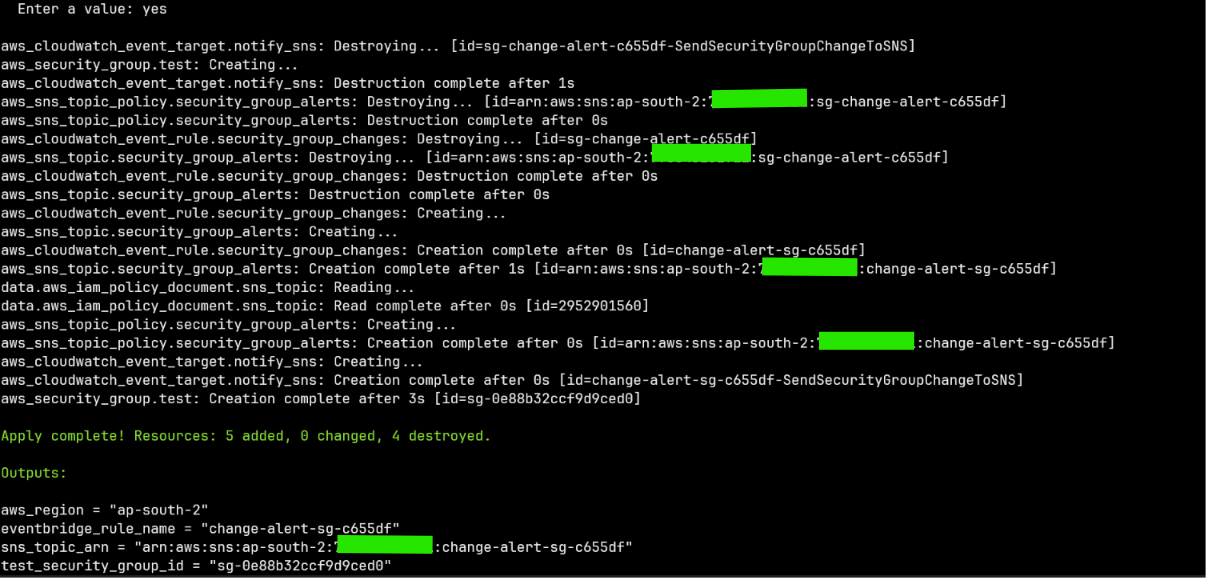 Enter a value: yes
aws_cloudwatch_event_target.notify_sns: Destroying... [id=sg-change-alert-c655df-SendSecurityGroupChangeToSNS]
aws_security_group.test: Creating...
aws_cloudwatch_event_target.notify_sns: Destruction complete after 1s
aws_sns_topic_policy.security_group_alerts: Destroying... [id=arn:aws:sns:ap-south-2: :sg-change-alert-c655df]
aws_sns_topic_policy.security_group_alerts: Destruction complete after 0s
aws_cloudwatch_event_rule.security_group_changes: Destroying... [id=sg-change-alert-c655df]
aws_sns_topic.security_group_alerts: Destroying... [id=arn:aws:sns:ap-south-2: :sg-change-alert-c655df]
aws_cloudwatch_event_rule.security_group_changes: Destruction complete after 0s
aws_sns_topic.security_group_alerts: Destruction complete after 0s
aws_cloudwatch_event_rule.security_group_changes: Creating...
aws_sns_topic.security_group_alerts: Creating...
aws_cloudwatch_event_rule.security_group_changes: Creation complete after 0s [id=change-alert-sg-c655df]
aws_sns_topic.security_group_alerts: Creation complete after 1s [id=arn:aws:sns:ap-south-2: :change-alert-sg-c655df]
data.aws_iam_policy_document.sns_topic: Reading...
data.aws_iam_policy_document.sns_topic: Read complete after 0s [id=2952901560]
aws_sns_topic_policy.security_group_alerts: Creating...
aws_sns_topic_policy.security_group_alerts: Creation complete after 0s [id=arn:aws:sns:ap-south-2: :change-alert-sg-c655df]
aws_cloudwatch_event_target.notify_sns: Creating...
aws_cloudwatch_event_target.notify_sns: Creation complete after 0s [id=change-alert-sg-c655df-SendSecurityGroupChangeToSNS]
aws_security_group.test: Creation complete after 3s [id=sg-0e88b32ccf9d9ced0]
Apply complete! Resources: 5 added, 0 changed, 4 destroyed.
Outputs:
aws_region = "ap-south-2"
eventbridge_rule_name = "change-alert-sg-c655df"
sns_topic_arn = "arn:aws:sns:ap-south-2: :change-alert-sg-c655df"
test_security_group_id = "sg-0e88b32ccf9d9ced0"